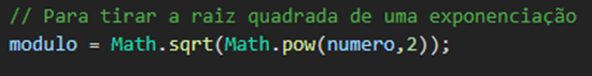 // Para tirar a raiz quadrada de uma exponenciação
modulo = Math.sqrt(Math.pow(numero,2));